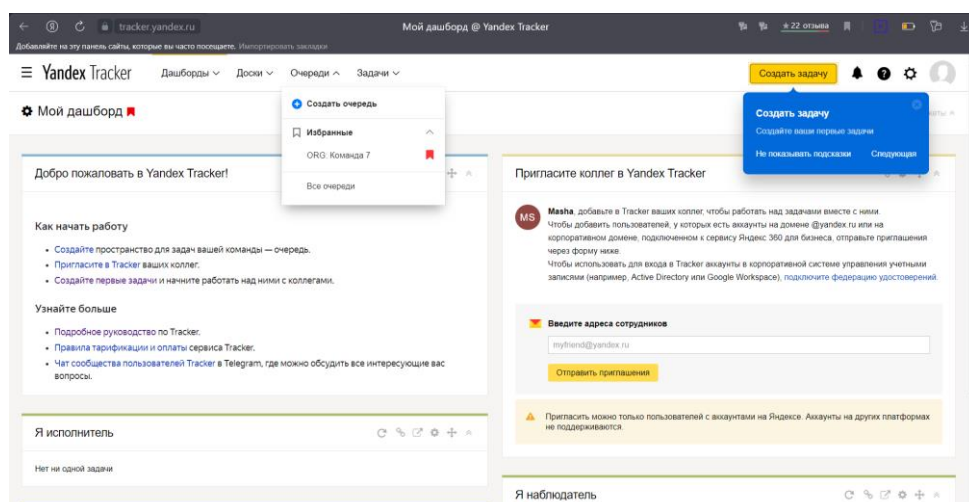 tracker.yandex.ru
Мой дашборд @ Yandex Tracker
22 отзыва
Добавляйте на эту панель сайты, которые вы часто посещаете. Импортировать закладки
Yandex Tracker
Дашборды
Доски
Очереди
Задачи
Создать задачу
Мой дашборд
Создать очередь
Избранные
ORG. Команда 7
Все очереди
Создать задачу
Создайте ваши первые задачи
Не показывать подсказки
Следующая
Добро пожаловать в Yandex Tracker!
Как начать работу
• Создайте пространство для задач вашей команды — очередь.
• Пригласите в Tracker ваших коллег.
• Создайте первые задачи и начните работать над ними с коллегами.
Узнайте больше
• Подробное руководство по Tracker.
• Правила тарификации и оплаты сервиса Tracker.
• Чат сообщества пользователей Tracker в Telegram, где можно обсудить все интересующие вас
вопросы.
Я исполнитель
Нет ни одной задачи
Пригласите коллег в Yandex Tracker
MS
Masha, добавьте в Tracker ваших коллег, чтобы работать над задачами вместе с ними.
Чтобы добавить пользователей, у которых есть аккаунты на домене @yandex.ru или на
корпоративном домене, подключенном к сервису Яндекс 360 для бизнеса, отправьте приглашения
через форму ниже.
Чтобы использовать для входа в Tracker аккаунты в корпоративной системе управления учетными
записями (например, Active Directory или Google Workspace), подключите федерацию удостоверений.
Введите адреса сотрудников
myfriend@yandex.ru
Отправить приглашения
Пригласить можно только пользователей с аккаунтами на Яндексе. Аккаунты на других платформах
не поддерживаются.
Я наблюдатель